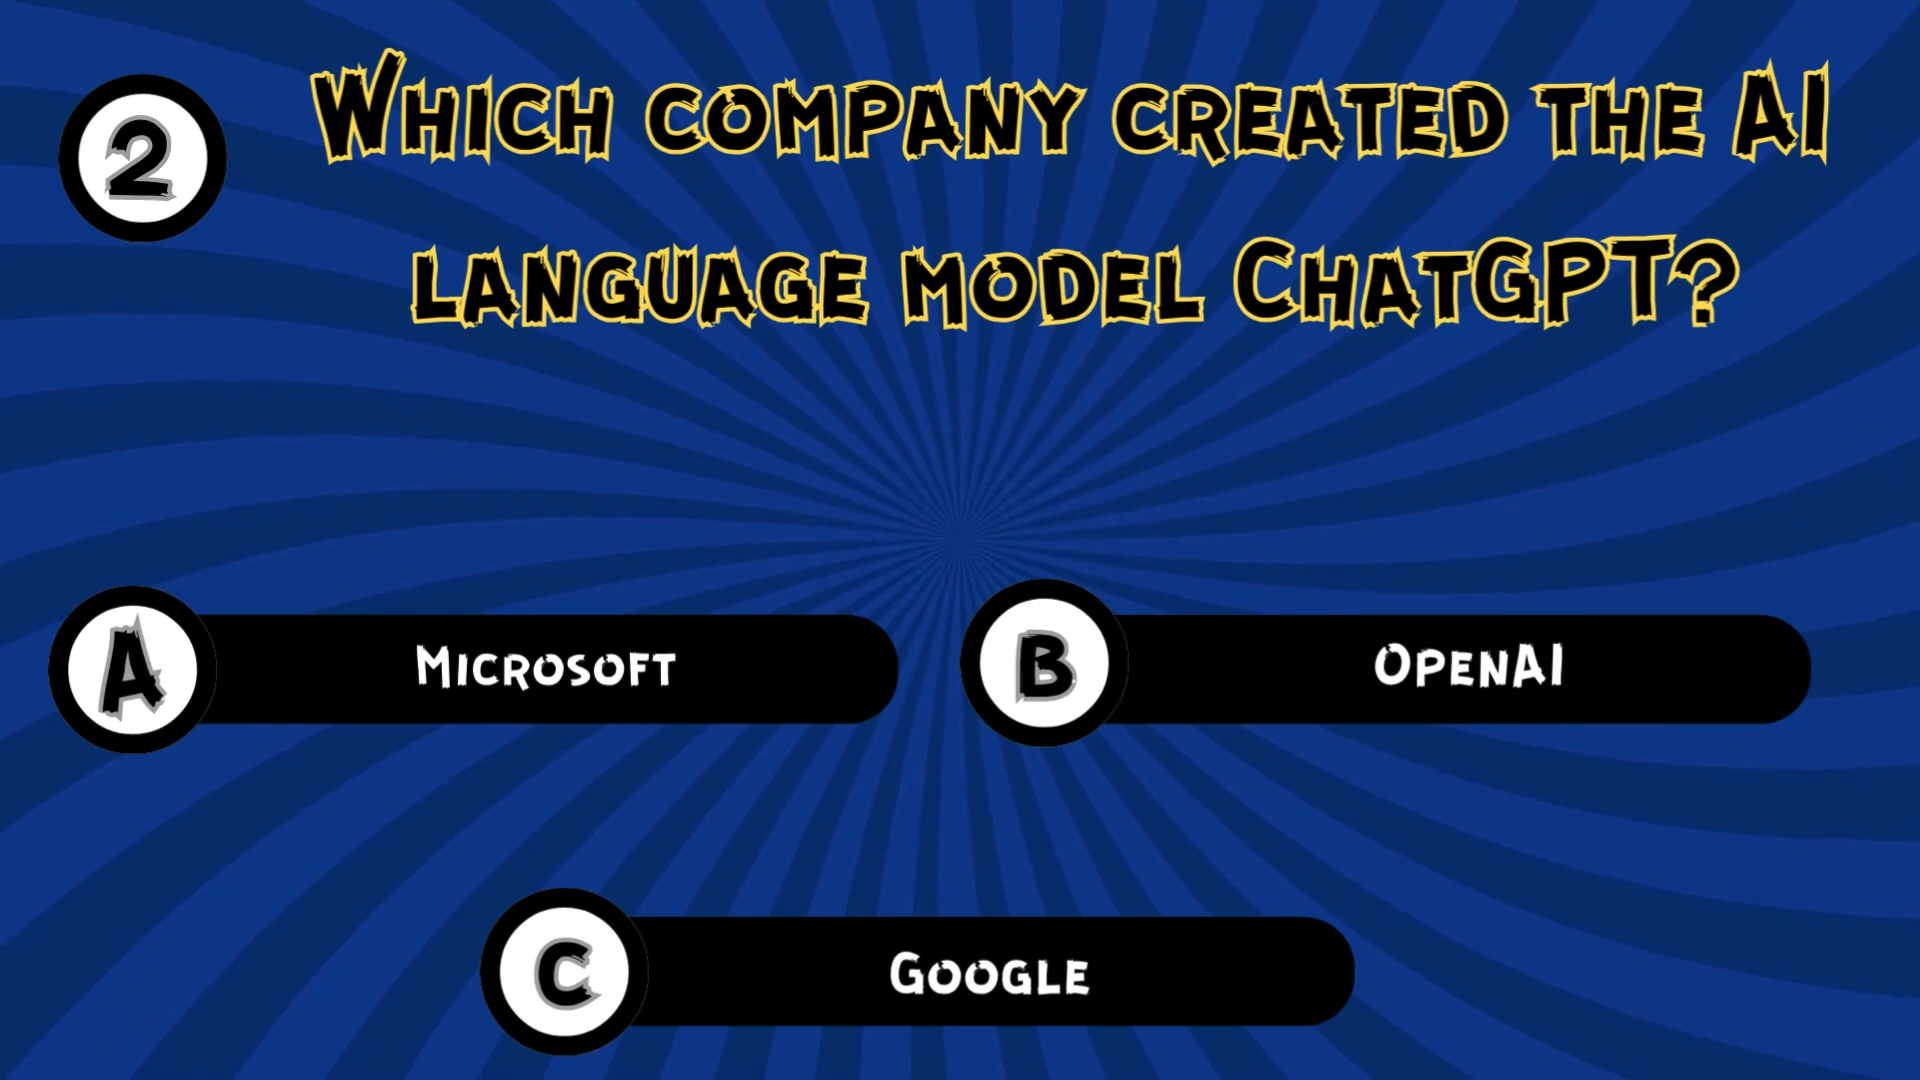 2
Which company created the AI
language model ChatGPT?
A
Microsoft
B
OpenAI
C
Google